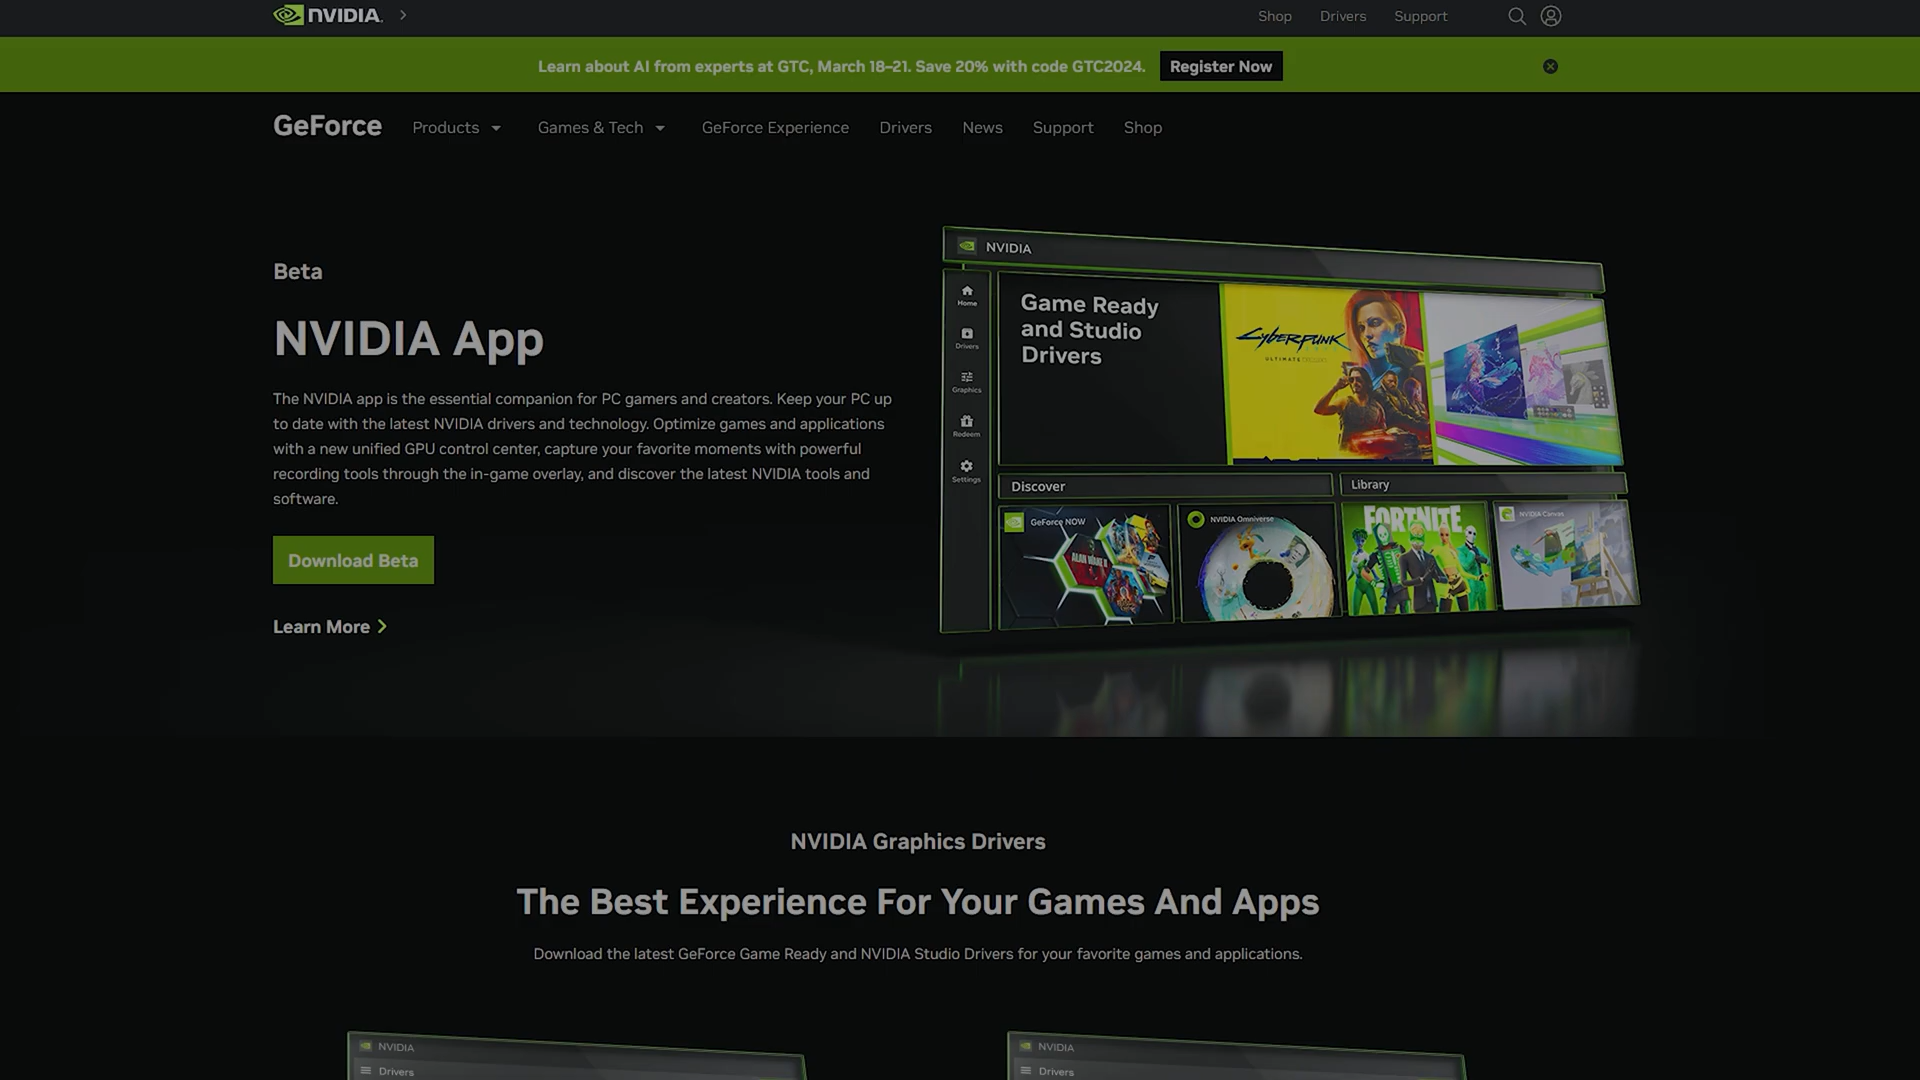 NVIDIA.
Shop
Drivers
Support
Learn about AI from experts at GTC, March 18–21. Save 20% with code GTC2024.
Register Now
GeForce
Products
Games & Tech
GeForce Experience
Drivers
News
Support
Shop
Beta
NVIDIA App
The NVIDIA app is the essential companion for PC gamers and creators. Keep your PC up
to date with the latest NVIDIA drivers and technology. Optimize games and applications
with a new unified GPU control center, capture your favorite moments with powerful
recording tools through the in-game overlay, and discover the latest NVIDIA tools and
software.
Download Beta
Learn More
NVIDIA
Home
Drivers
Graphics
Redeem
Settings
Game Ready
and Studio
Drivers
CYBERPUNK
ULTIMATE
Discover
Library
GeForce NOW
ALAN WAKE II
NVIDIA Omniverse
FORTNITE
NVIDIA Canvas
NVIDIA Graphics Drivers
The Best Experience For Your Games And Apps
Download the latest GeForce Game Ready and NVIDIA Studio Drivers for your favorite games and applications.
NVIDIA
Drivers
NVIDIA
Drivers